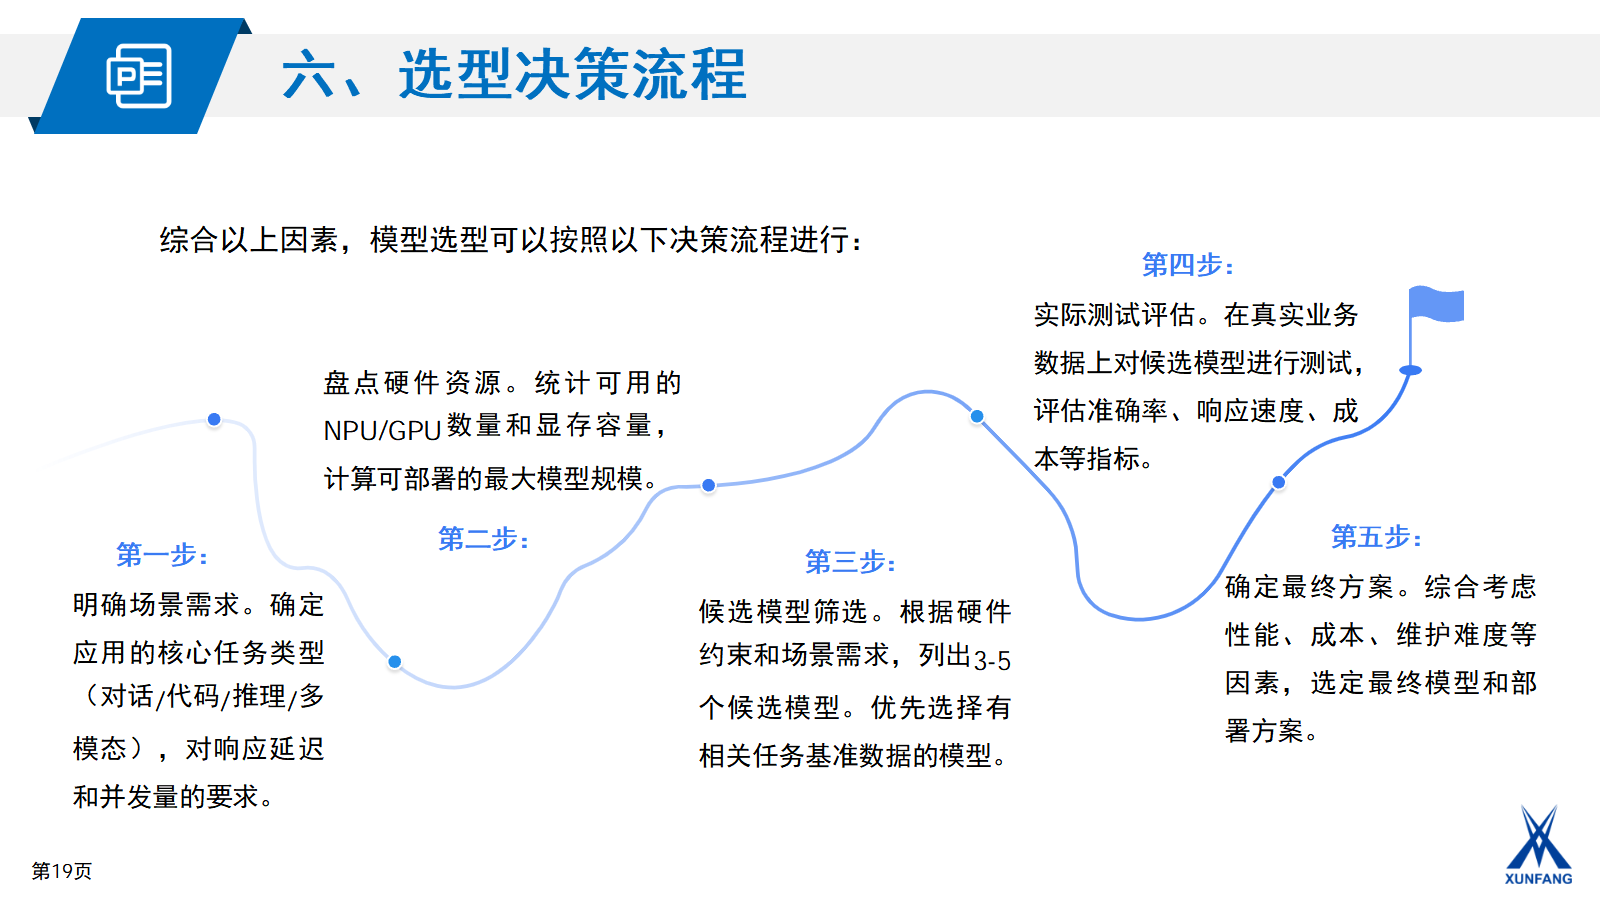 六、选型决策流程
综合以上因素，模型选型可以按照以下决策流程进行：
第一步：
明确场景需求。确定
应用的核心任务类型
（对话/代码/推理/多
模态），对响应延迟
和并发量的要求。
盘点硬件资源。统计可用的
NPU/GPU数量和显存容量，
计算可部署的最大模型规模。
第二步：
第三步：
候选模型筛选。根据硬件
约束和场景需求，列出3-5
个候选模型。优先选择有
相关任务基准数据的模型。
第四步：
实际测试评估。在真实业务
数据上对候选模型进行测试，
评估准确率、响应速度、成
本等指标。
第五步：
确定最终方案。综合考虑
性能、成本、维护难度等
因素，选定最终模型和部
署方案。
第19页
XUNFANG